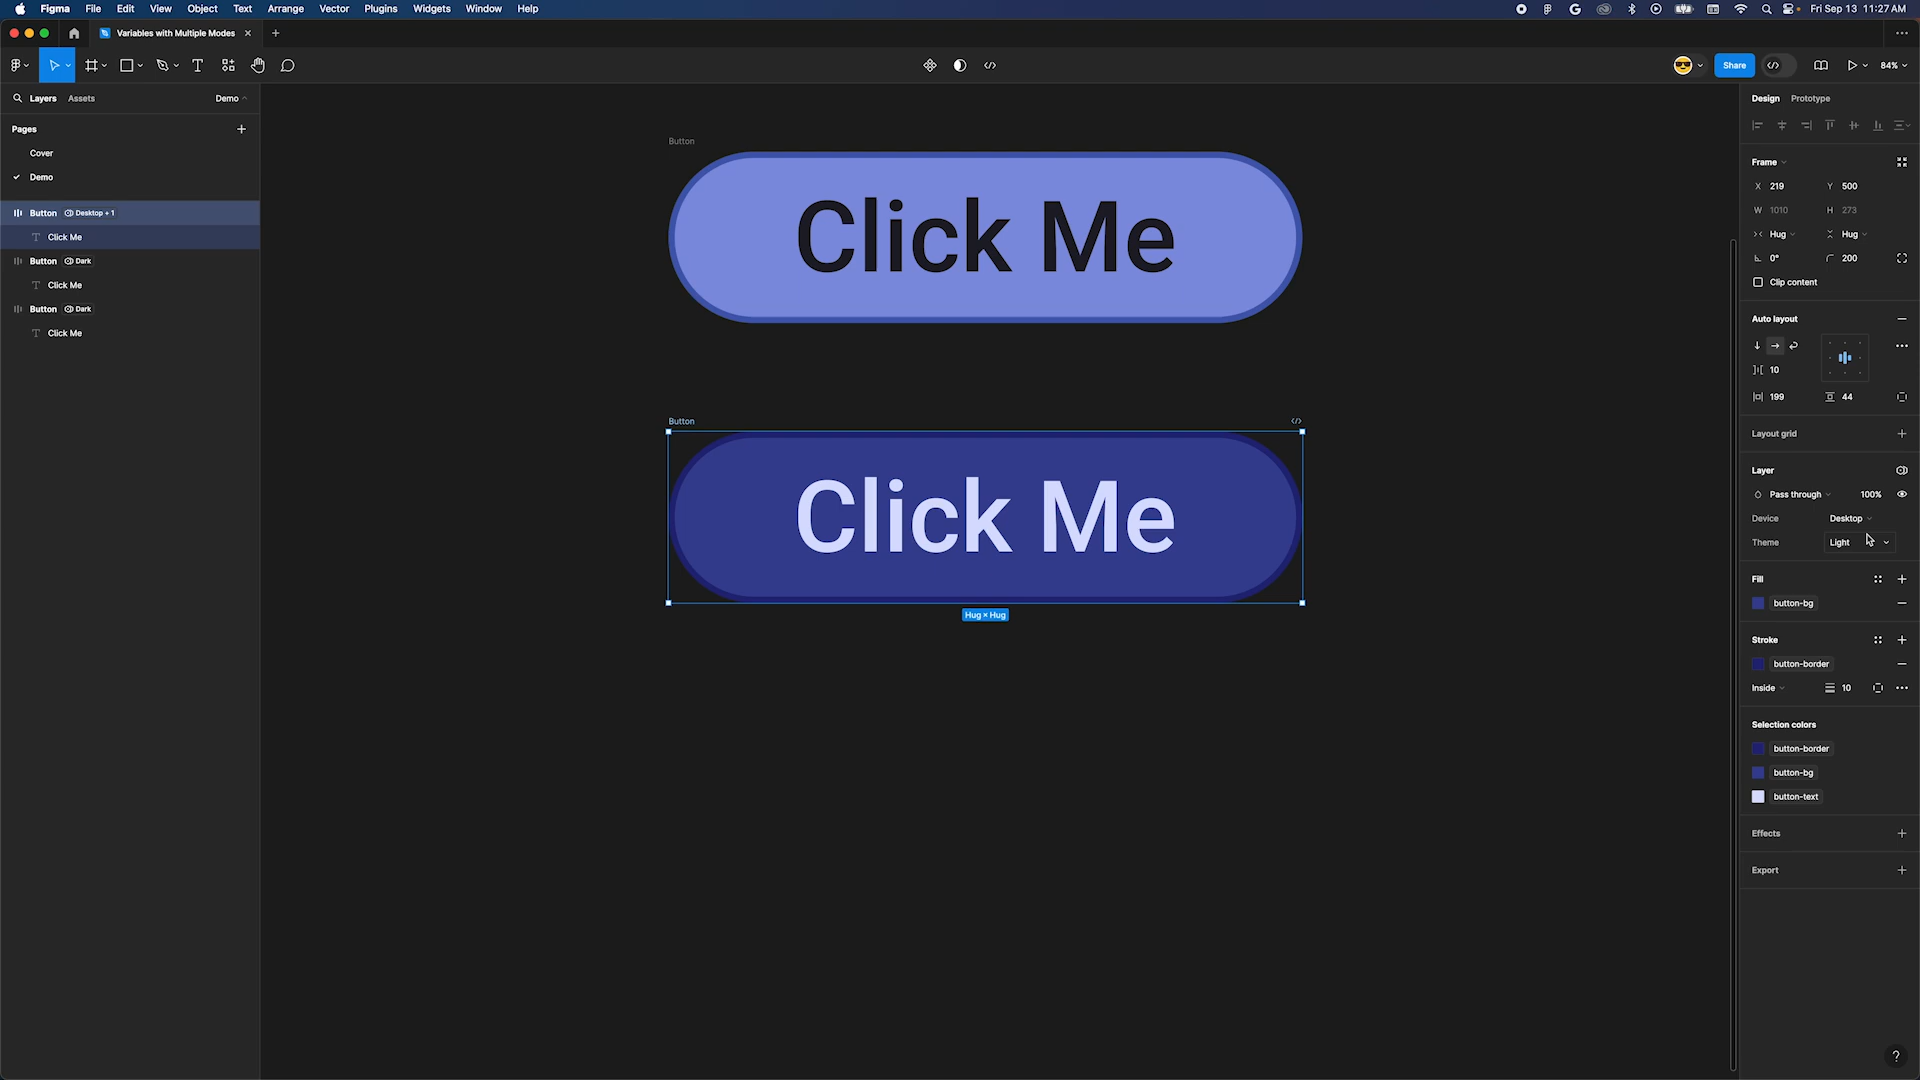 Figma File Edit View Object Text Arrange Vector Plugins Widgets Window Help Fri Sep 13 11:27 AM
Variables with Multiple Modes
Share 84%
Layers Assets Demo
Pages
Cover
Demo
Button Desktop + 1
Click Me
Button Dark
Click Me
Button Dark
Click Me
Button
Click Me
Button
Click Me
Hug × Hug
Design Prototype
Frame
X 219 Y 500
W 1010 H 273
Hug Hug
0° 200
Clip content
Auto layout
10
199 44
Layout grid
Layer
Pass through 100%
Device Desktop
Theme Light
Fill
button-bg
Stroke
button-border
Inside 10
Selection colors
button-border
button-bg
button-text
Effects
Export
?